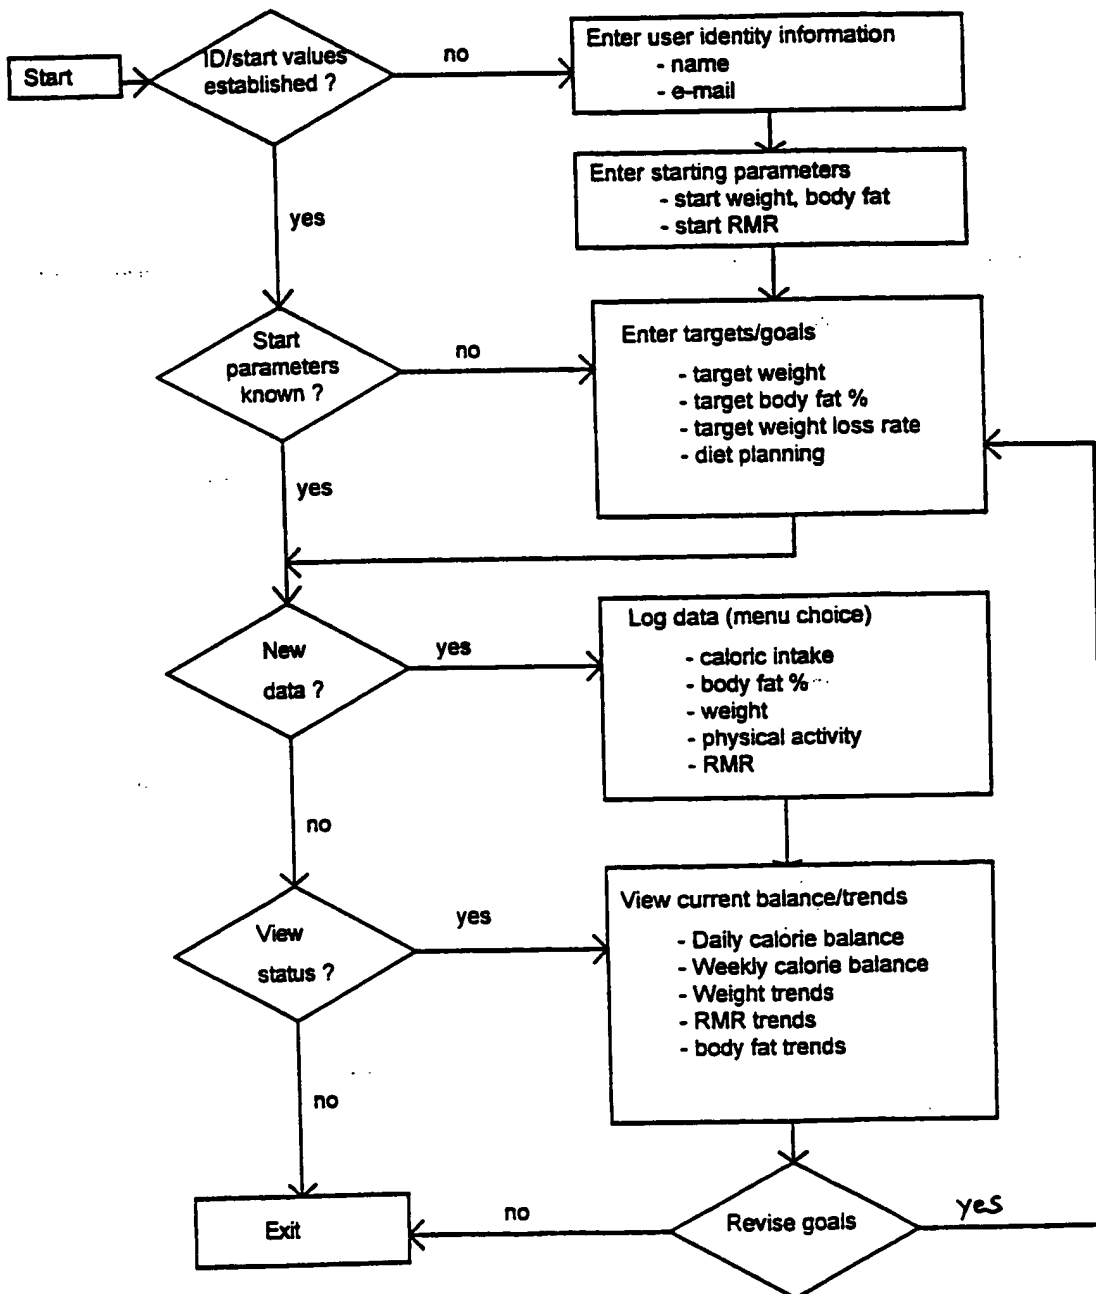 Start
ID/start values
established ?
no
Enter user identity information
- name
- e-mail
Enter starting parameters
- start weight, body fat
- start RMR
yes
Start
parameters
known ?
no
Enter targets/goals
- target weight
- target body fat %
- target weight loss rate
- diet planning
yes
New
data ?
yes
Log data (menu choice)
- caloric intake
- body fat %
- weight
- physical activity
- RMR
no
View
status ?
yes
View current balance/trends
- Daily calorie balance
- Weekly calorie balance
- Weight trends
- RMR trends
- body fat trends
no
Exit
no
Revise goals
yes